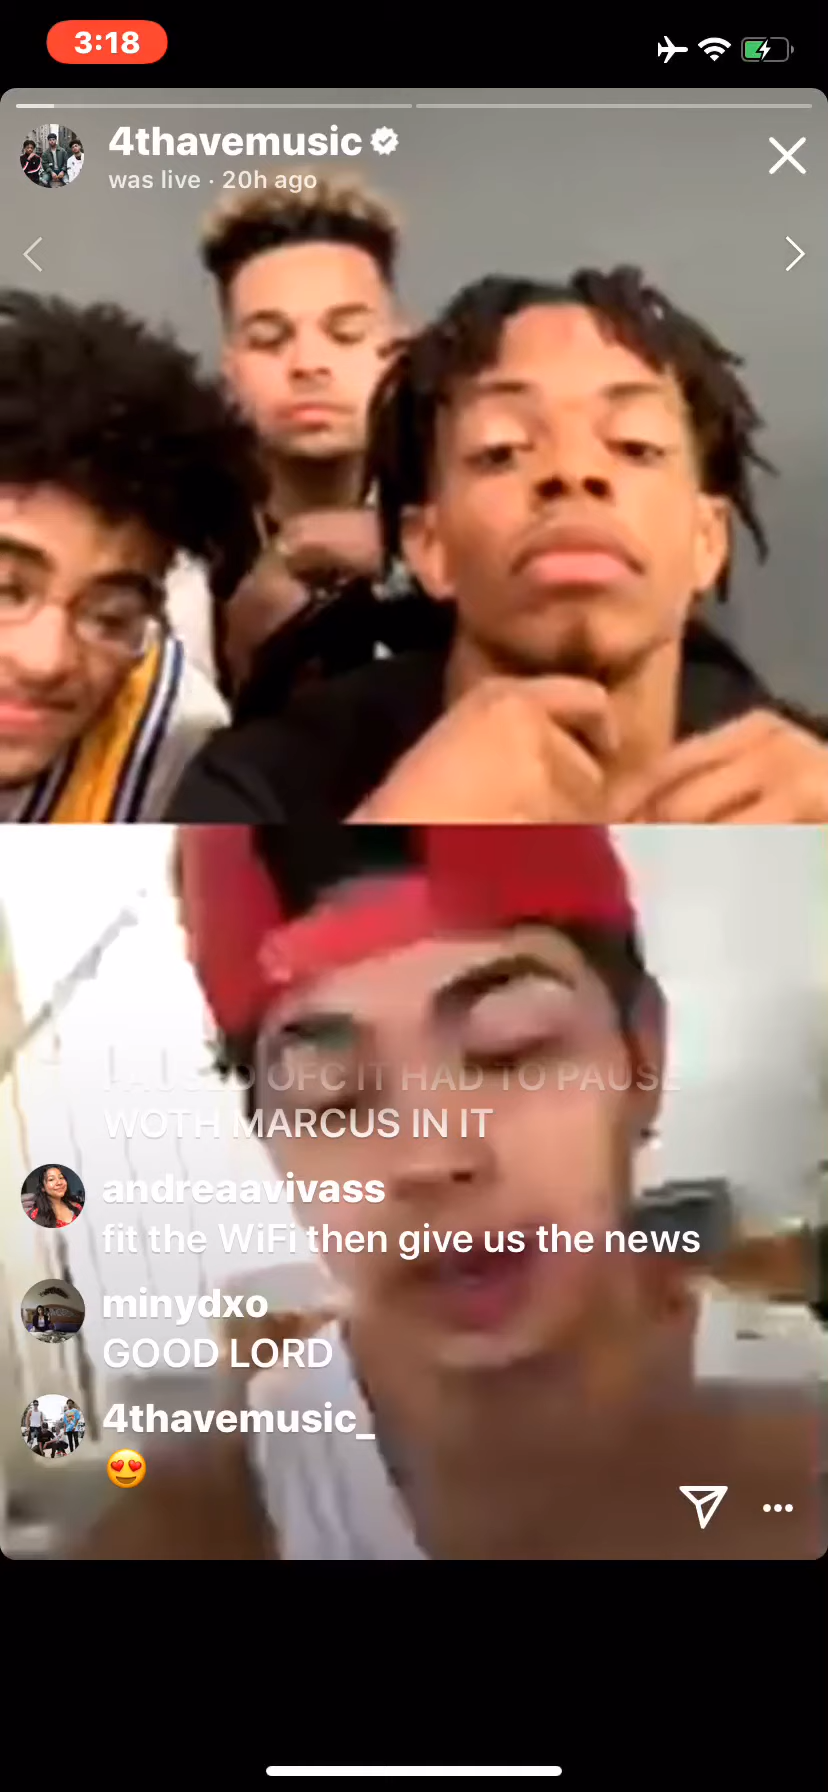 3:18
4thavemusic
was live · 20h ago
PAUSED OFC IT HAD TO PAUSE
WOTH MARCUS IN IT
andreaavivass
fit the WiFi then give us the news
minydxo
GOOD LORD
4thavemusic_
😍